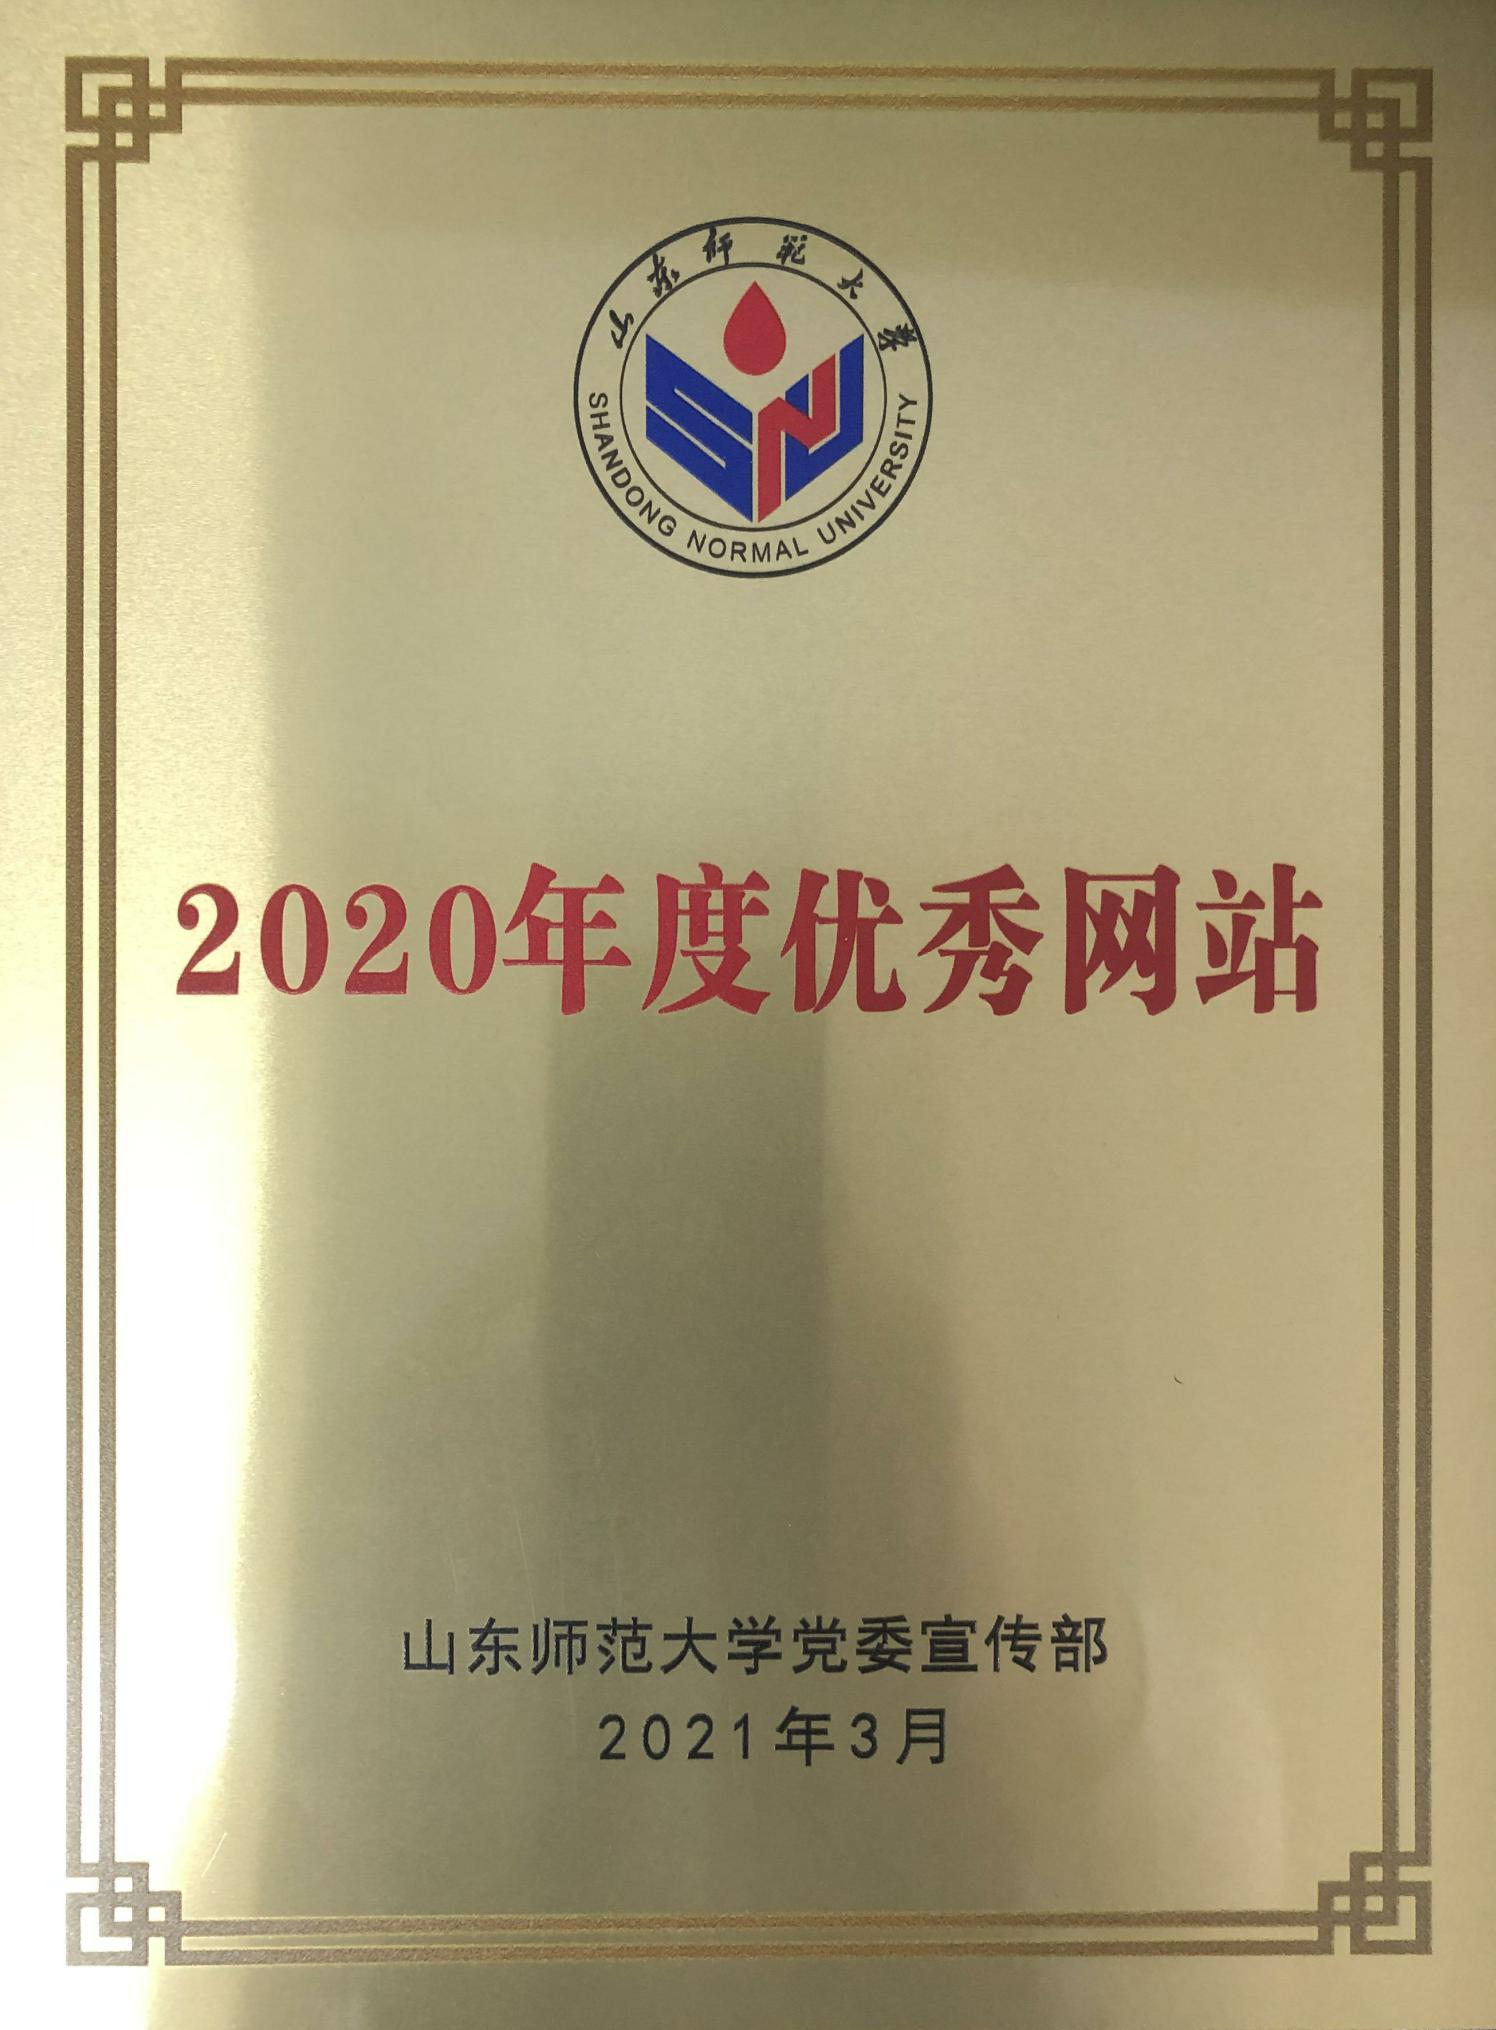 山东师范大学
SHANDONG NORMAL UNIVERSITY
SNU
2020年度优秀网站
山东师范大学党委宣传部
2021年3月